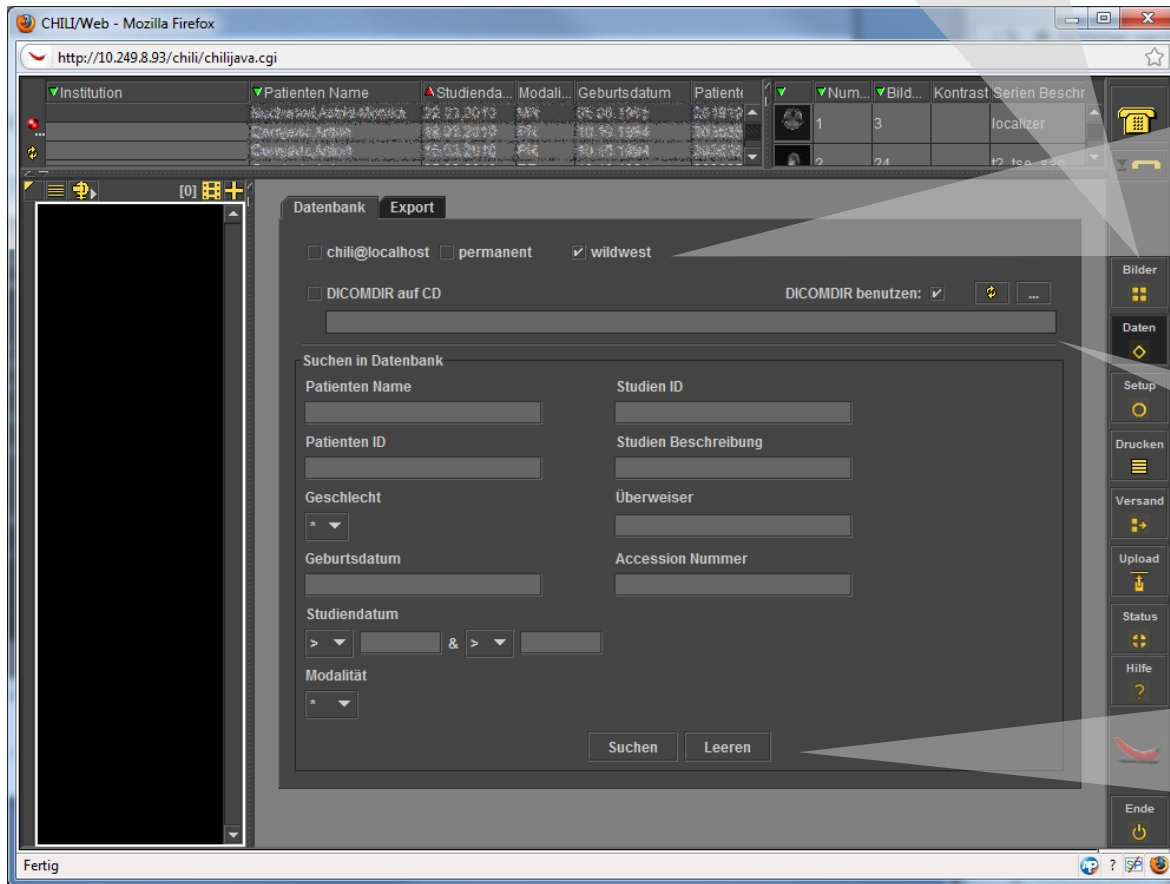 CHILI/Web - Mozilla Firefox
http://10.249.8.93/chili/chilijava.cgi
Institution Patienten Name Studienda... Modali... Geburtsdatum Patiente Num... Bild... Kontrast Serien Beschr
1 3 localizer
2 24 t2_tse_sag
[0]
Datenbank Export
chili@localhost permanent wildwest
DICOMDIR auf CD DICOMDIR benutzen: ...
Suchen in Datenbank
Patienten Name Studien ID
Patienten ID Studien Beschreibung
Geschlecht Überweiser
*
Geburtsdatum Accession Nummer
Studiendatum
> & >
Modalität
*
Suchen Leeren
Bilder
Daten
Setup
Drucken
Versand
Upload
Status
Hilfe
?
Ende
Fertig